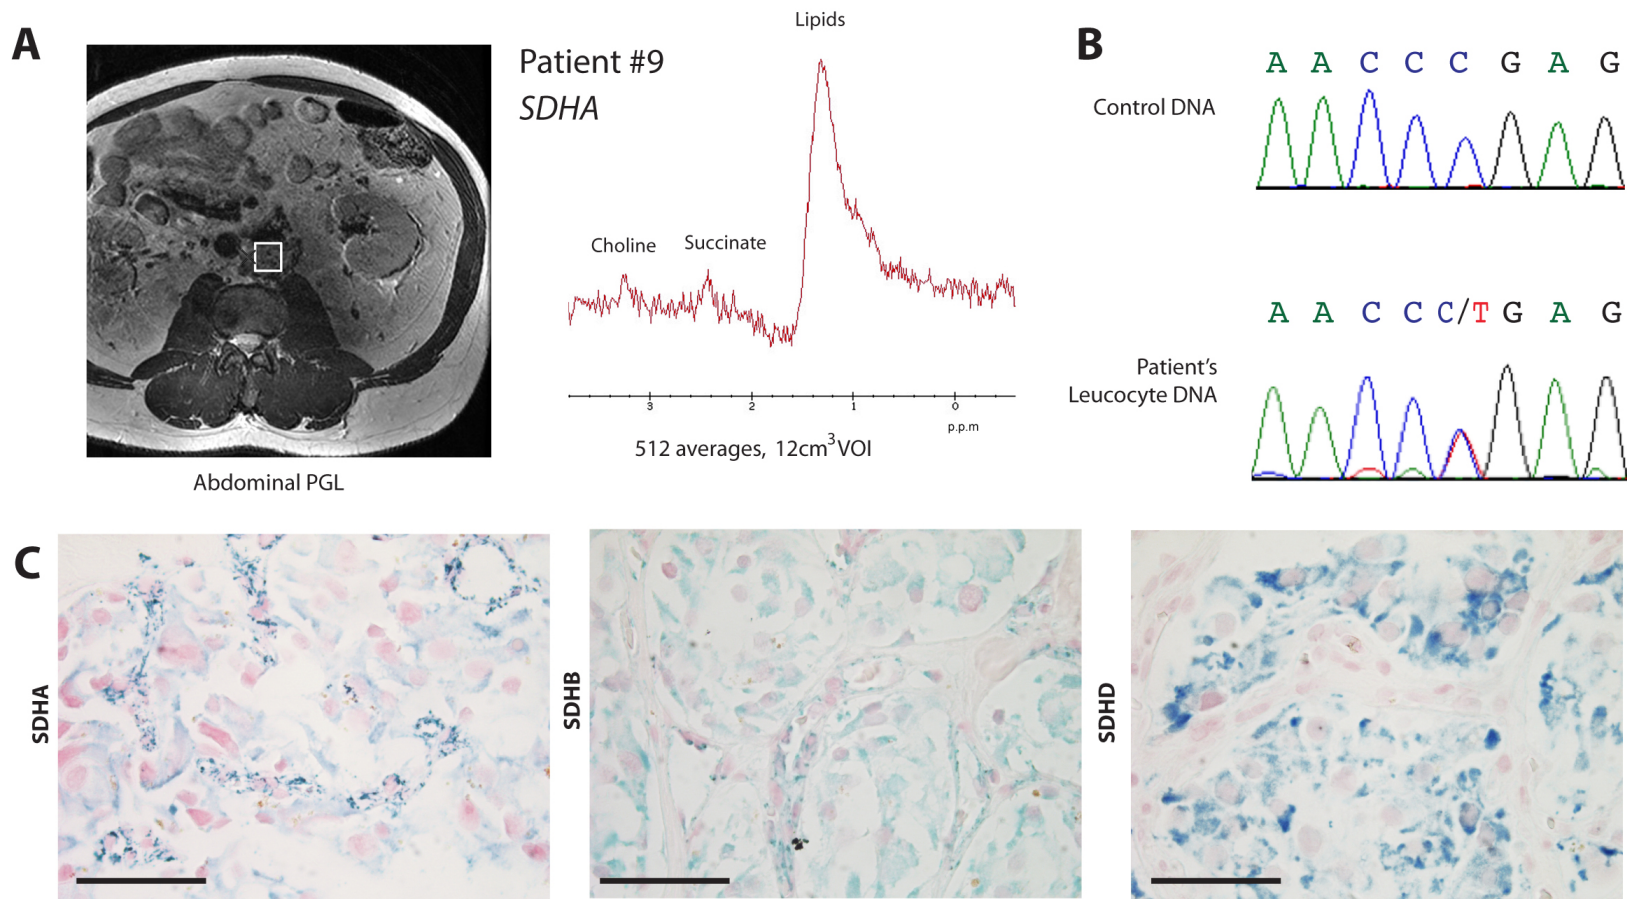 A
Patient #9
SDHA
Lipids
Choline
Succinate
3 2 1 0
p.p.m
512 averages, 12cm³VOI
Abdominal PGL
B
A A C C C G A G
Control DNA
A A C C C/T G A G
Patient's
Leucocyte DNA
C
SDHA
SDHB
SDHD